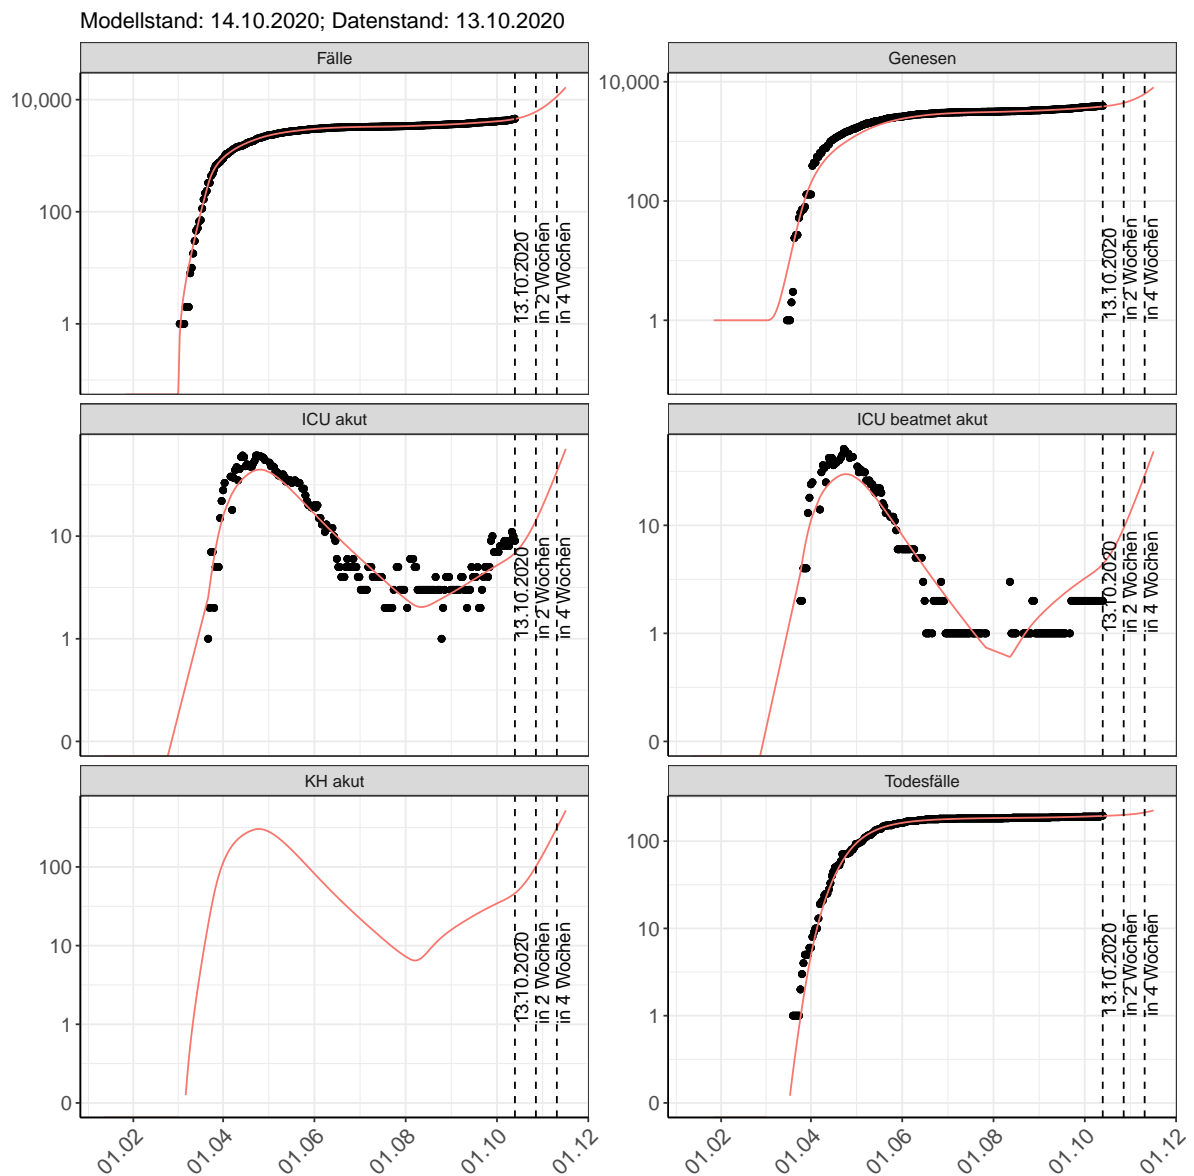 Modellstand: 14.10.2020; Datenstand: 13.10.2020
Fälle
10,000
100
1
13.10.2020
in 2 Wochen
in 4 Wochen
Genesen
10,000
100
1
13.10.2020
in 2 Wochen
in 4 Wochen
ICU akut
10
1
0
13.10.2020
in 2 Wochen
in 4 Wochen
ICU beatmet akut
10
1
0
13.10.2020
in 2 Wochen
in 4 Wochen
KH akut
100
10
1
0
13.10.2020
in 2 Wochen
in 4 Wochen
01.02
01.04
01.06
01.08
01.10
01.12
Todesfälle
100
10
1
0
13.10.2020
in 2 Wochen
in 4 Wochen
01.02
01.04
01.06
01.08
01.10
01.12